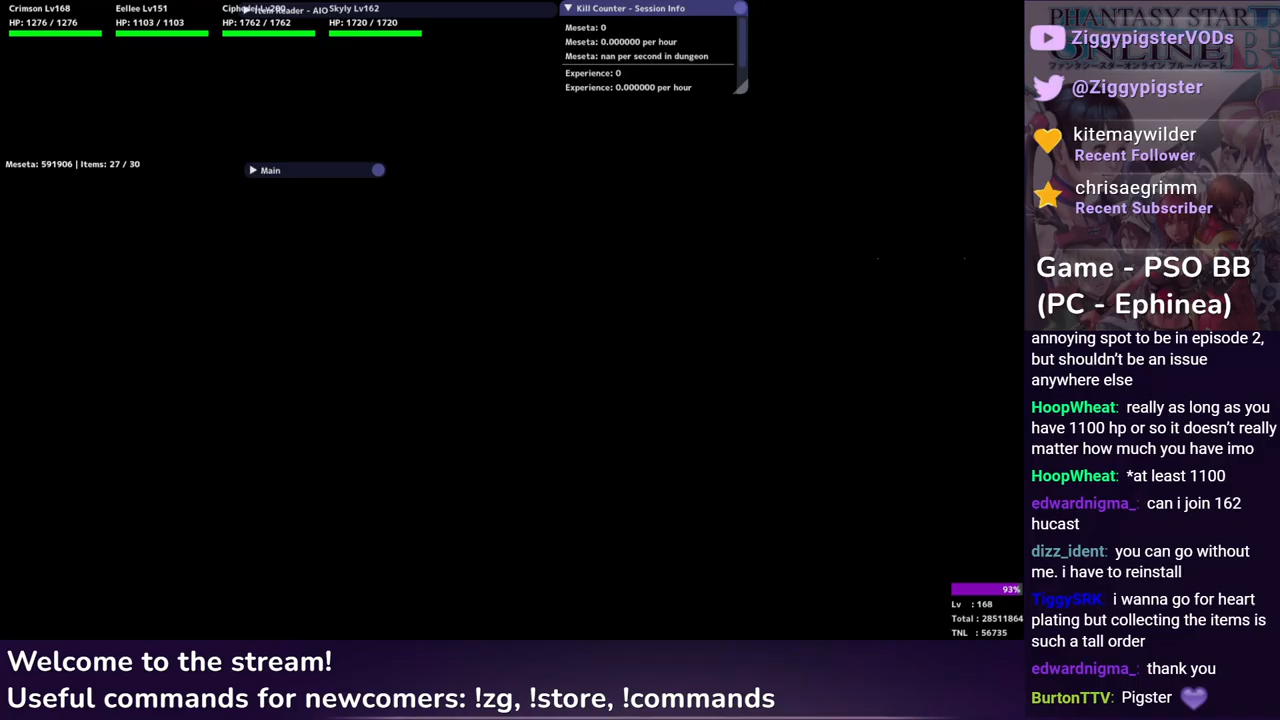 Crimson Lv168
HP: 1276 / 1276
Eellee Lv151
HP: 1103 / 1103
HP: 1762 / 1762
Skyly Lv162
HP: 1720 / 1720
Item Reader - AIO
Kill Counter - Session Info
Meseta: 0
Meseta: 0.000000 per hour
Meseta: nan per second in dungeon
Experience: 0
Experience: 0.000000 per hour
Meseta: 591906 | Items: 27 / 30
Main
93%
Lv : 168
Total : 28511864
TNL : 56735
Welcome to the stream!
Useful commands for newcomers: !zg, !store, !commands
PHANTASY STAR
ONLINE
ZiggypigsterVODs
@Ziggypigster
kitemaywilder
Recent Follower
chrisaegrimm
Recent Subscriber
Game - PSO BB
(PC - Ephinea)
annoying spot to be in episode 2,
but shouldn't be an issue
anywhere else
HoopWheat: really as long as you
have 1100 hp or so it doesn't really
matter how much you have imo
HoopWheat: *at least 1100
edwardnigma_: can i join 162
hucast
dizz_ident: you can go without
me. i have to reinstall
TiggySRK: i wanna go for heart
plating but collecting the items is
such a tall order
edwardnigma_: thank you
BurtonTTV: Pigster